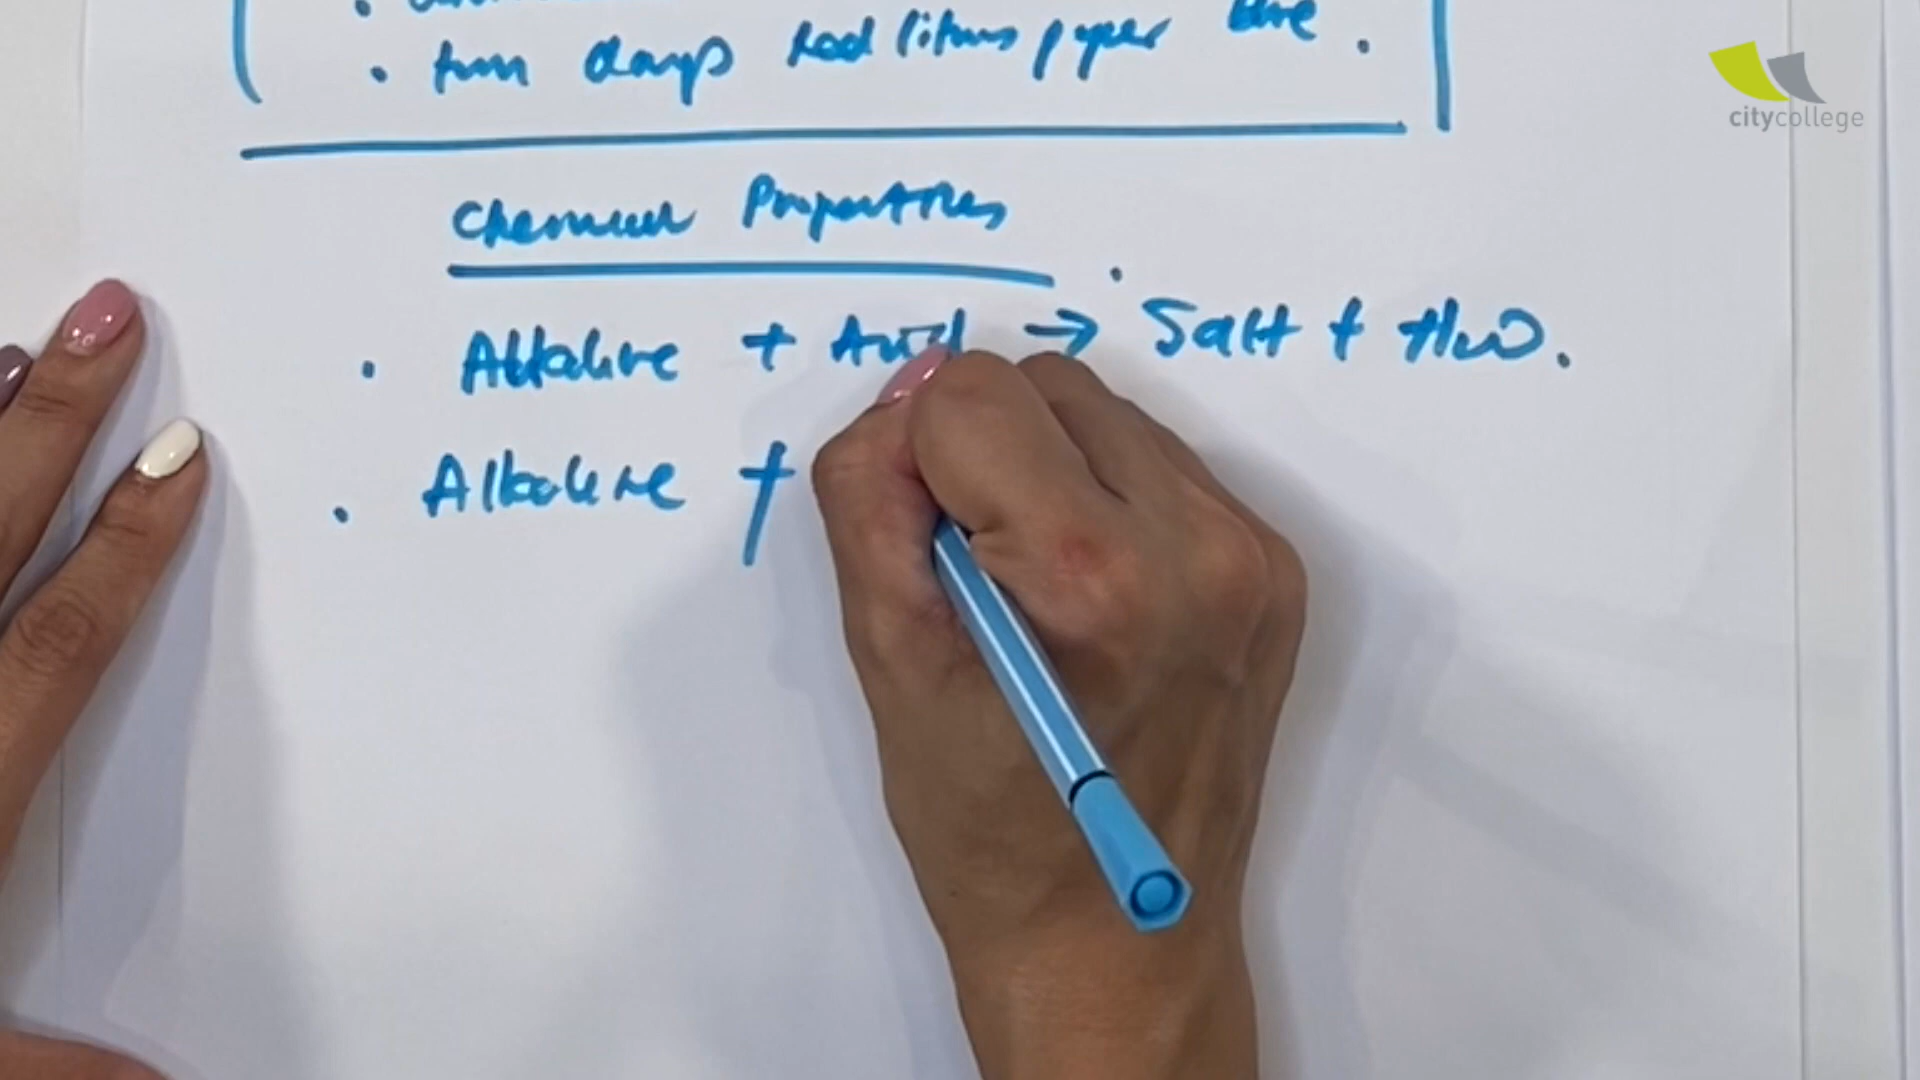 • turn damp red litmus paper blue.
citycollege
Chemical Properties
• Alkaline + Acid → Salt + H₂O.
• Alkaline +